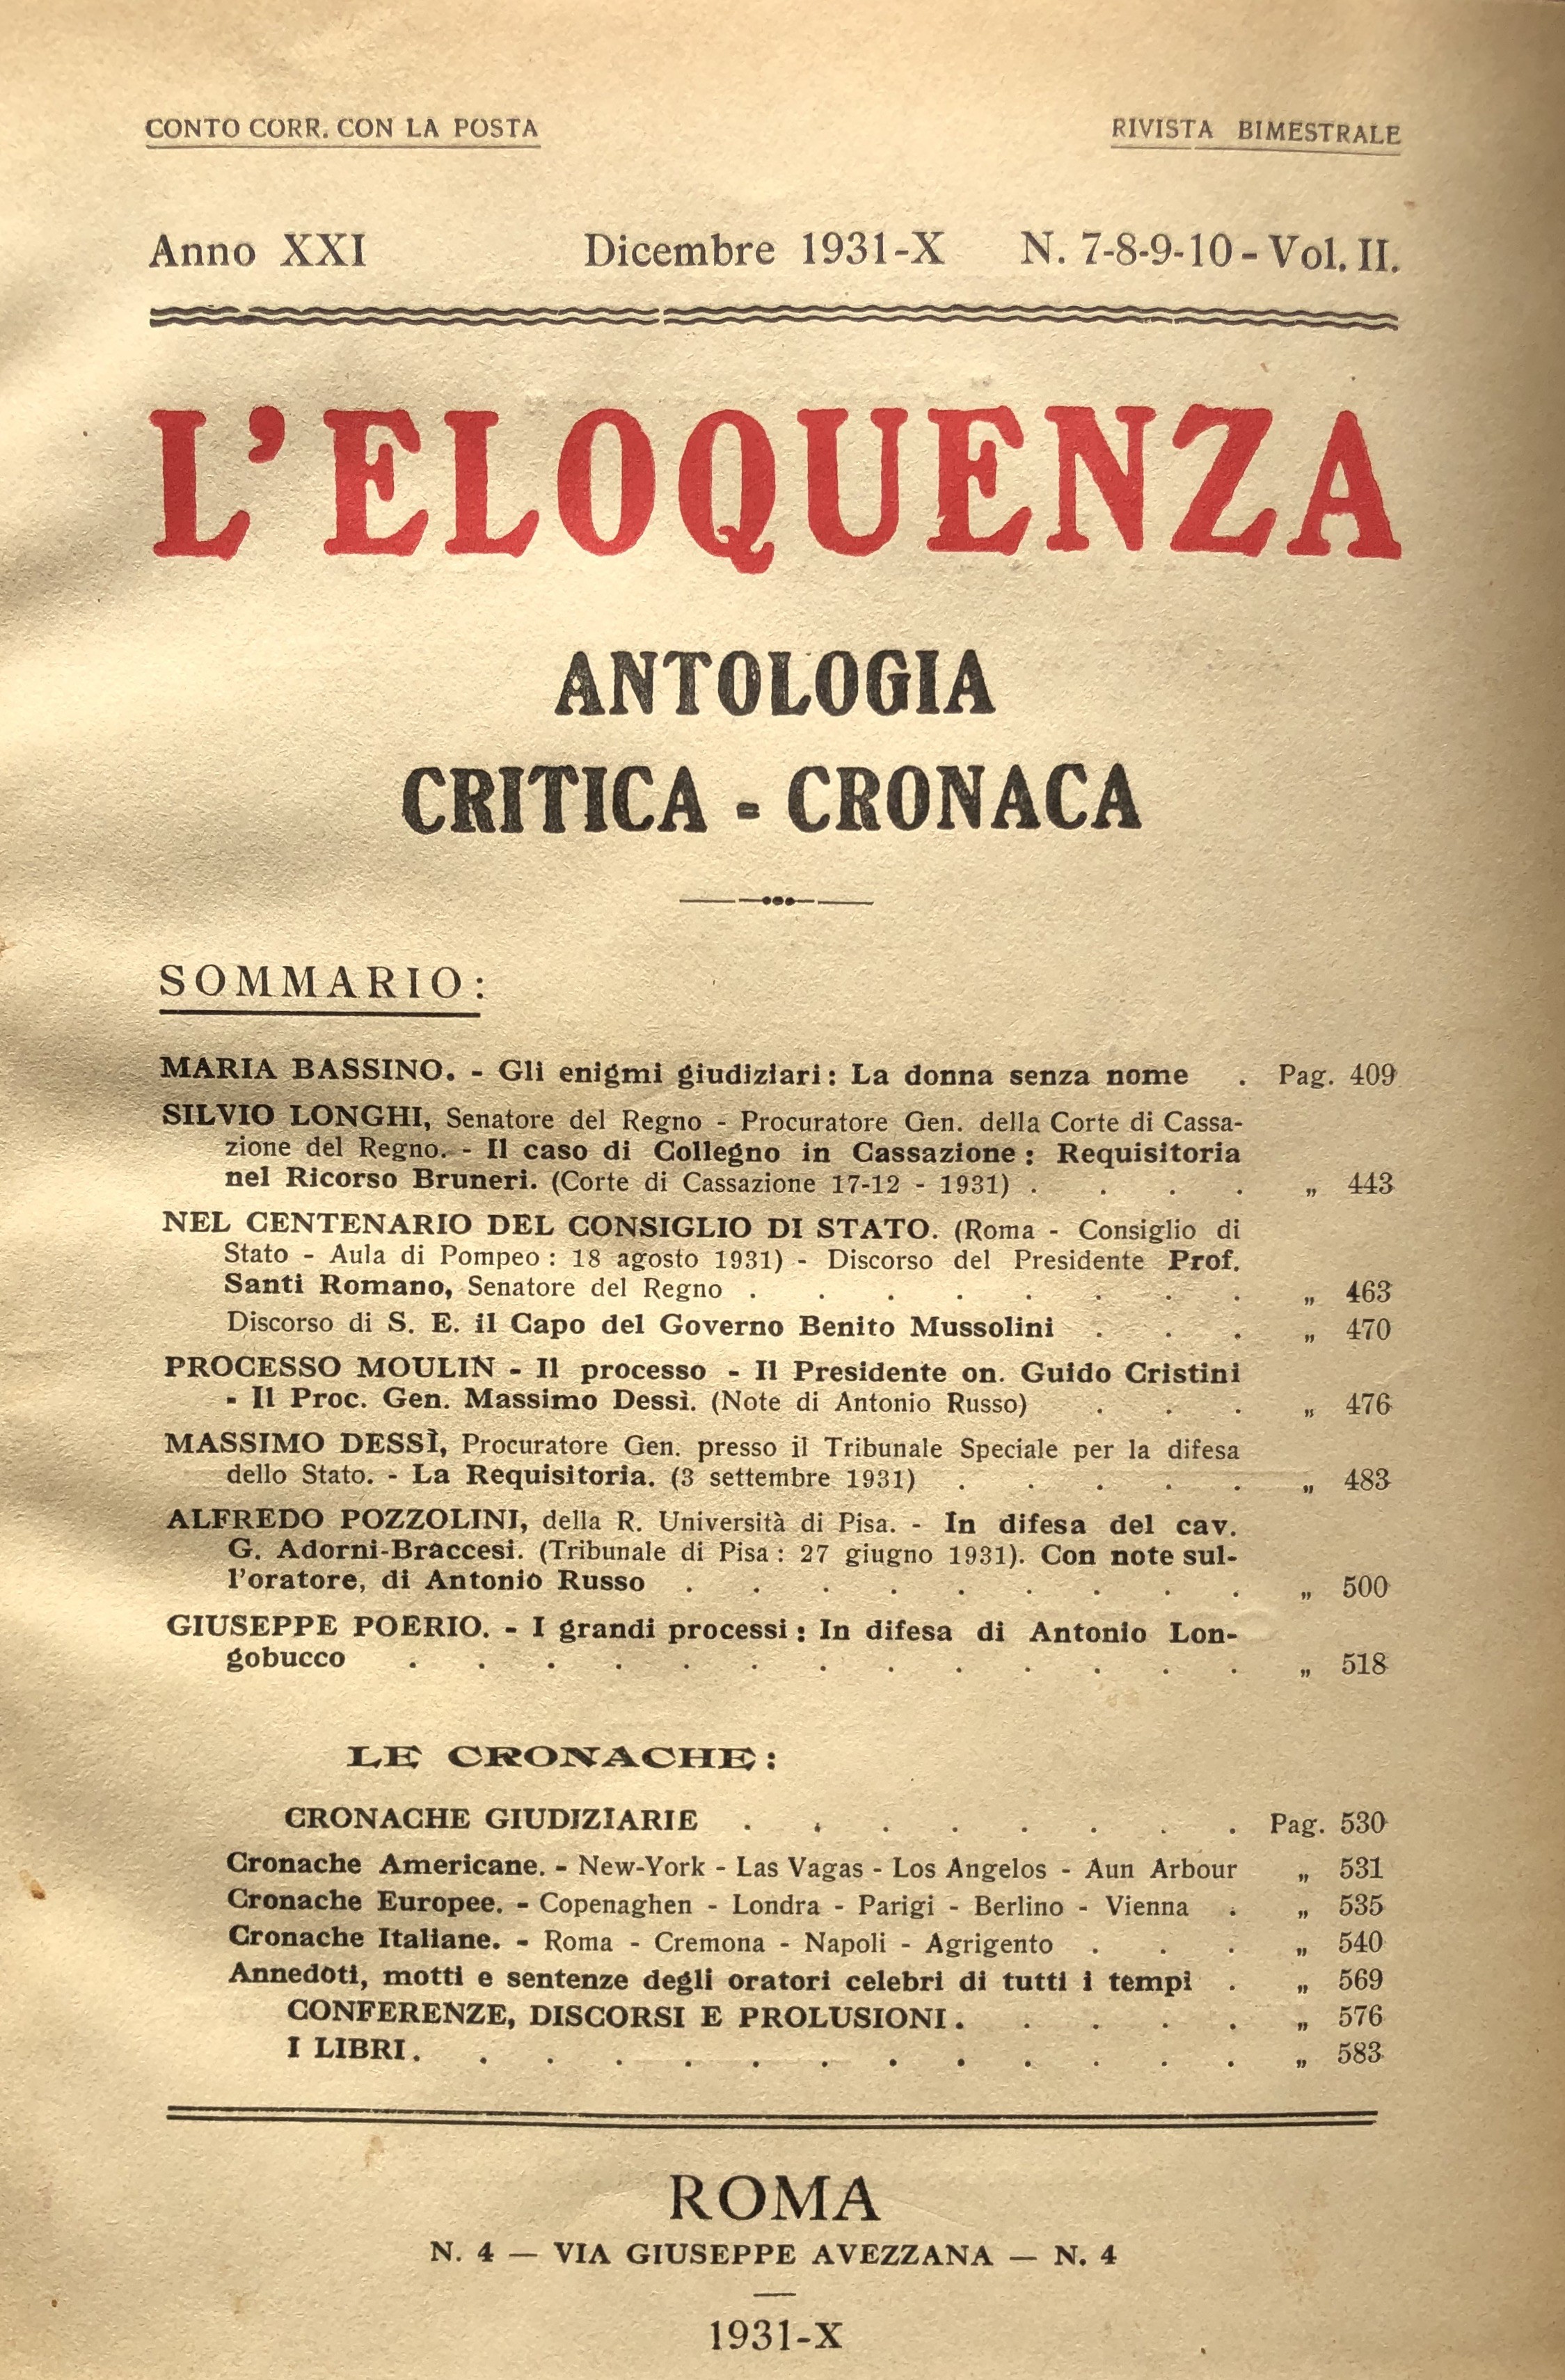 CONTO CORR. CON LA POSTA RIVISTA BIMESTRALE
Anno XXI Dicembre 1931-X N. 7-8-9-10 - Vol. II.
L'ELOQUENZA
ANTOLOGIA
CRITICA - CRONACA
SOMMARIO:
MARIA BASSINO. - Gli enigmi giudiziari: La donna senza nome . Pag. 409
SILVIO LONGHI, Senatore del Regno - Procuratore Gen. della Corte di Cassa-
zione del Regno. - Il caso di Collegno in Cassazione: Requisitoria
nel Ricorso Bruneri. (Corte di Cassazione 17-12 - 1931) . . . . „ 443
NEL CENTENARIO DEL CONSIGLIO DI STATO. (Roma - Consiglio di
Stato - Aula di Pompeo: 18 agosto 1931) - Discorso del Presidente Prof.
Santi Romano, Senatore del Regno . . . . . . . . „ 463
Discorso di S. E. il Capo del Governo Benito Mussolini . . . „ 470
PROCESSO MOULIN - Il processo - Il Presidente on. Guido Cristini
- Il Proc. Gen. Massimo Dessì. (Note di Antonio Russo) . . . „ 476
MASSIMO DESSÌ, Procuratore Gen. presso il Tribunale Speciale per la difesa
dello Stato. - La Requisitoria. (3 settembre 1931) . . . . . „ 483
ALFREDO POZZOLINI, della R. Università di Pisa. - In difesa del cav.
G. Adorni-Braccesi. (Tribunale di Pisa: 27 giugno 1931). Con note sul-
l'oratore, di Antonio Russo . . . . . . . . . „ 500
GIUSEPPE POERIO. - I grandi processi: In difesa di Antonio Lon-
gobucco . . . . . . . . . . . . . „ 518
LE CRONACHE:
CRONACHE GIUDIZIARIE . . . . . . . . Pag. 530
Cronache Americane. - New-York - Las Vagas - Los Angelos - Aun Arbour „ 531
Cronache Europee. - Copenaghen - Londra - Parigi - Berlino - Vienna . „ 535
Cronache Italiane. - Roma - Cremona - Napoli - Agrigento . . . „ 540
Annedoti, motti e sentenze degli oratori celebri di tutti i tempi . „ 569
CONFERENZE, DISCORSI E PROLUSIONI. . . . . „ 576
I LIBRI. . . . . . . . . . . . . „ 583
ROMA
N. 4 — VIA GIUSEPPE AVEZZANA — N. 4
1931-X